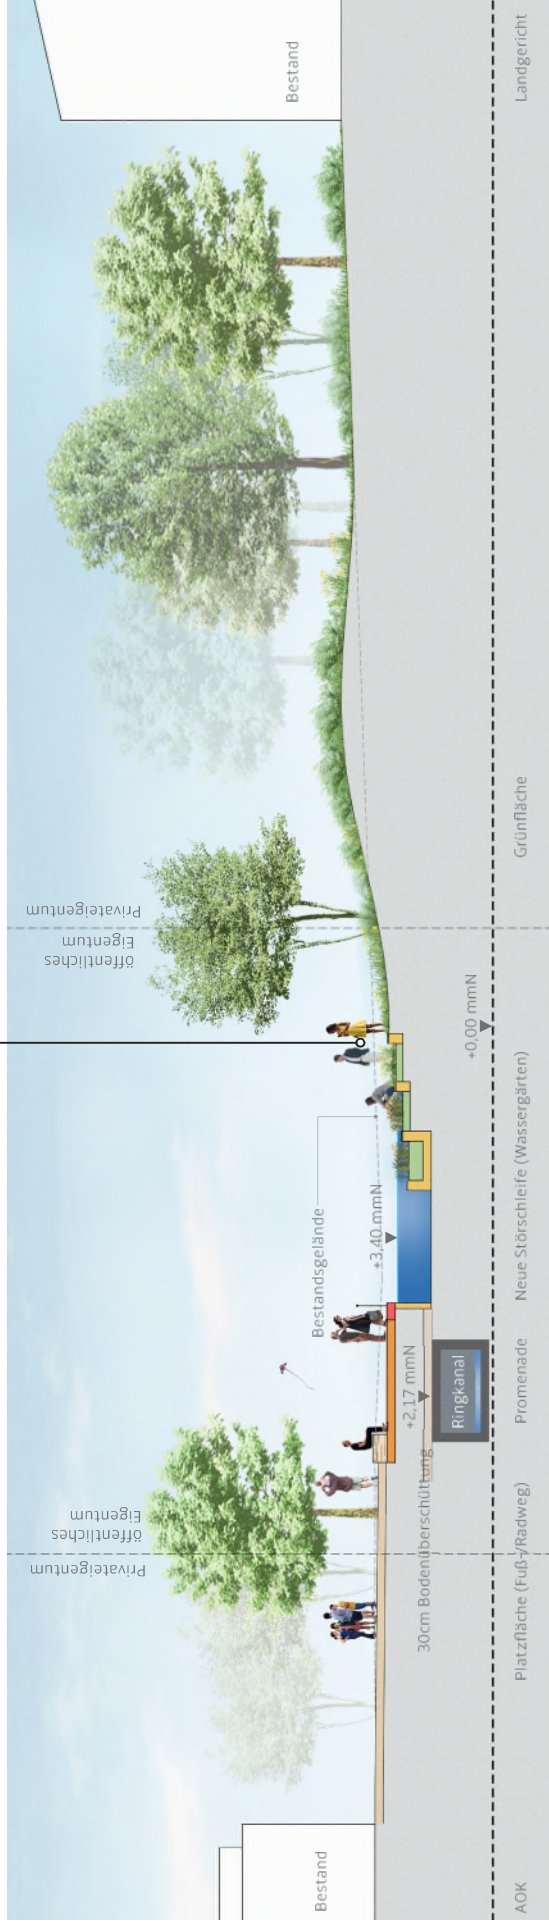 Bestand
Bestand
Privateigentum
öffentliches
Eigentum
öffentliches
Eigentum
Privateigentum
Bestandsgelände
+3,40 mmN
+2,17 mmN
30cm Bodenüberschüttung
Ringkanal
+0,00 mmN
AOK
Platzfläche (Fuß-/Radweg)
Promenade
Neue Störschleife (Wassergärten)
Grünfläche
Landgericht